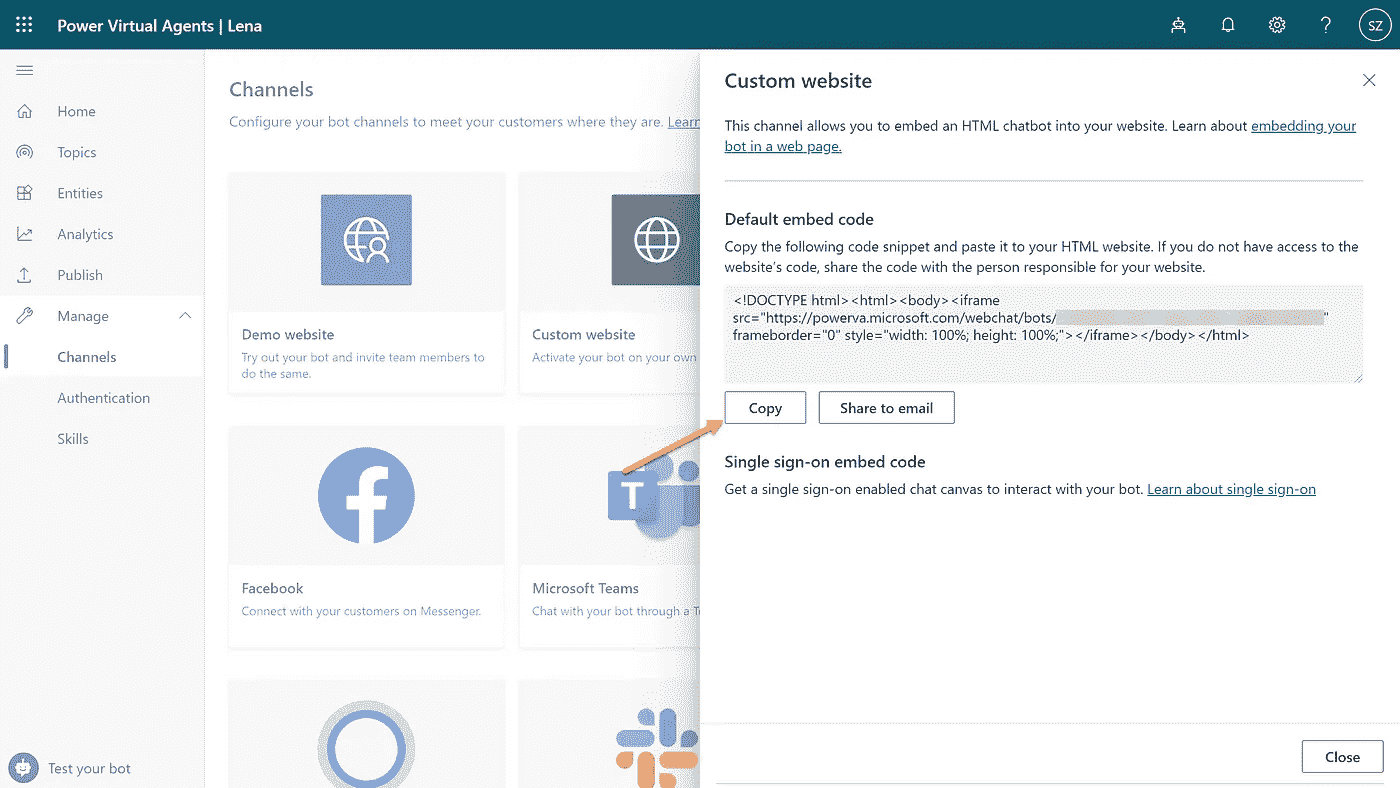 Power Virtual Agents | Lena
?
SZ
Home
Topics
Entities
Analytics
Publish
Manage
Channels
Authentication
Skills
Test your bot
Channels
Configure your bot channels to meet your customers where they are. Learn
Demo website
Try out your bot and invite team members to
do the same.
Custom website
Activate your bot on your own
Facebook
Connect with your customers on Messenger.
T
Microsoft Teams
Chat with your bot through a T
Custom website
This channel allows you to embed an HTML chatbot into your website. Learn about embedding your
bot in a web page.
Default embed code
Copy the following code snippet and paste it to your HTML website. If you do not have access to the
website's code, share the code with the person responsible for your website.
<!DOCTYPE html><html><body><iframe
src="https://powerva.microsoft.com/webchat/bots/ "
frameborder="0" style="width: 100%; height: 100%;"></iframe></body></html>
Copy
Share to email
Single sign-on embed code
Get a single sign-on enabled chat canvas to interact with your bot. Learn about single sign-on
Close